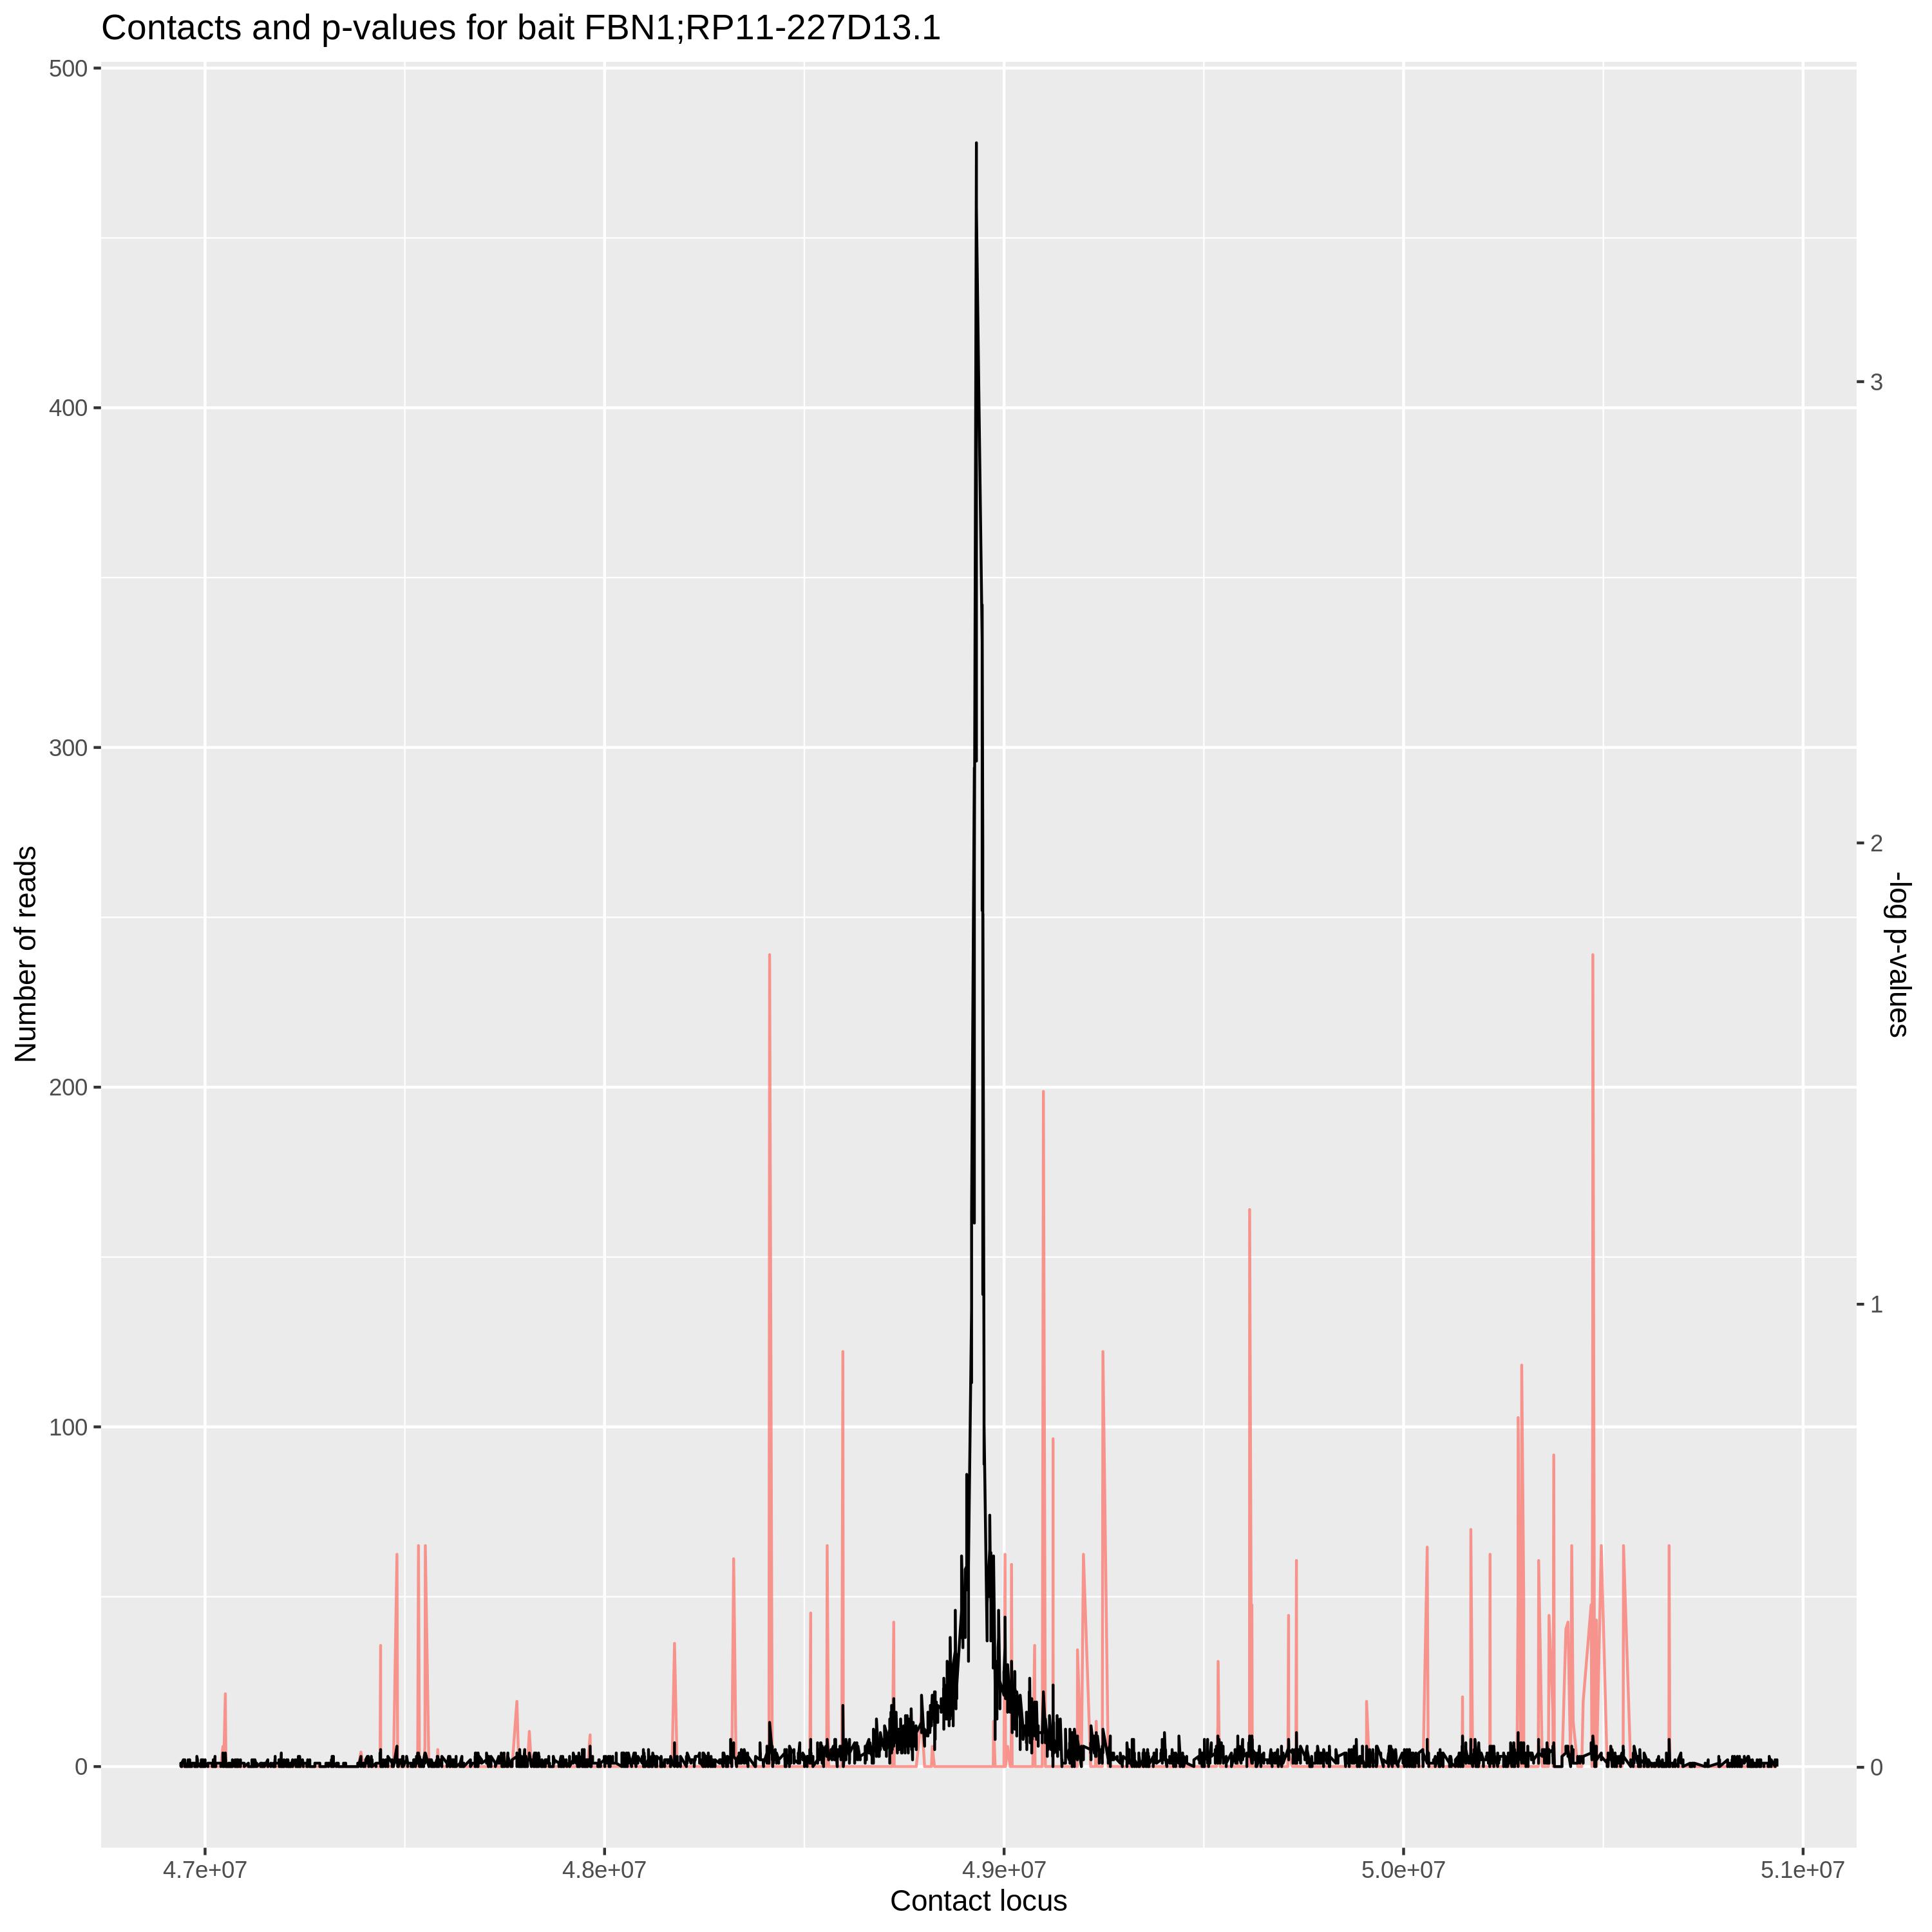 Contacts and p-values for bait FBN1;RP11-227D13.1
500
400
300
200
100
0
Number of reads
3
2
1
0
-log p-values
4.7e+07
4.8e+07
4.9e+07
5.0e+07
5.1e+07
Contact locus